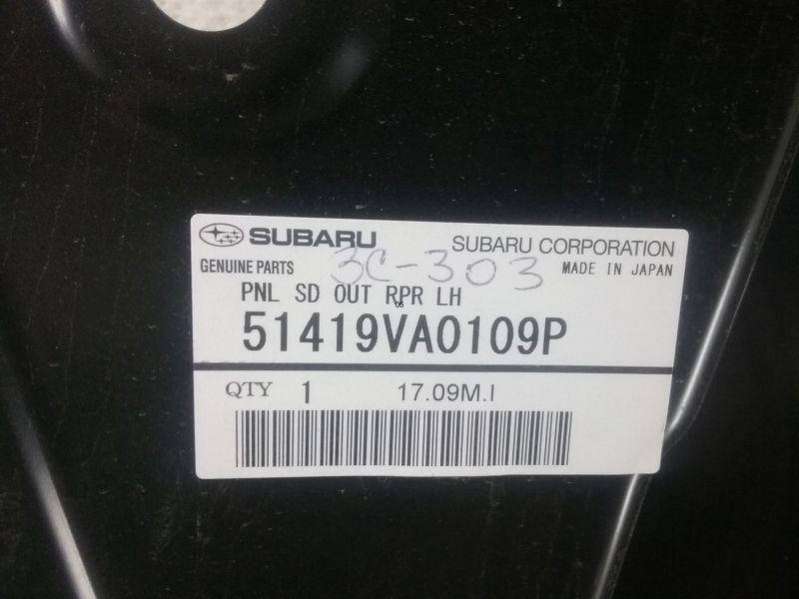 SUBARU SUBARU CORPORATION
GENUINE PARTS 3C-303 MADE IN JAPAN
PNL SD OUT RPR LH
51419VA0109P
QTY 1 17.09M.I